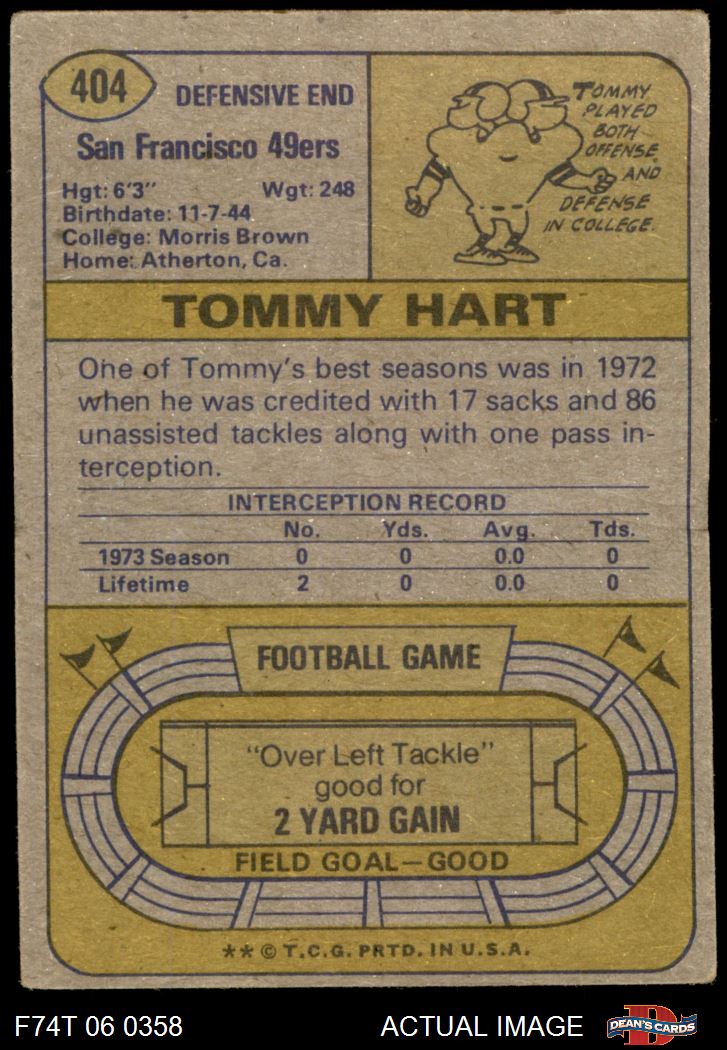 404
DEFENSIVE END
San Francisco 49ers
Hgt: 6'3" Wgt: 248
Birthdate: 11-7-44
College: Morris Brown
Home: Atherton, Ca.
TOMMY
PLAYED
BOTH
OFFENSE
AND
DEFENSE
IN COLLEGE.
TOMMY HART
One of Tommy's best seasons was in 1972
when he was credited with 17 sacks and 86
unassisted tackles along with one pass in-
terception.
INTERCEPTION RECORD
No. Yds. Avg. Tds.
1973 Season 0 0 0.0 0
Lifetime 2 0 0.0 0
FOOTBALL GAME
"Over Left Tackle"
good for
2 YARD GAIN
FIELD GOAL—GOOD
** © T.C.G. PRTD. IN U.S.A.
F74T 06 0358 ACTUAL IMAGE D DEAN'S CARDS